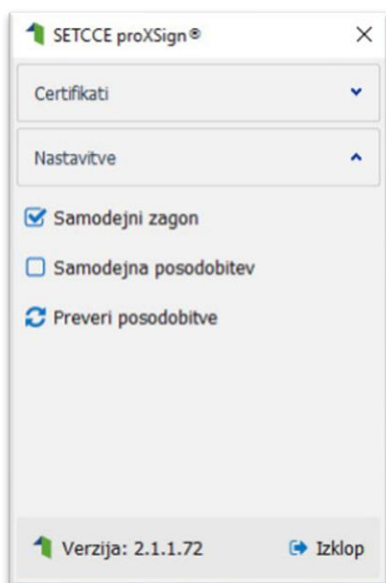 SETCCE proXSign®
Certifikati
Nastavitve
Samodejni zagon
Samodejna posodobitev
Preveri posodobitve
Verzija: 2.1.1.72 Izklop